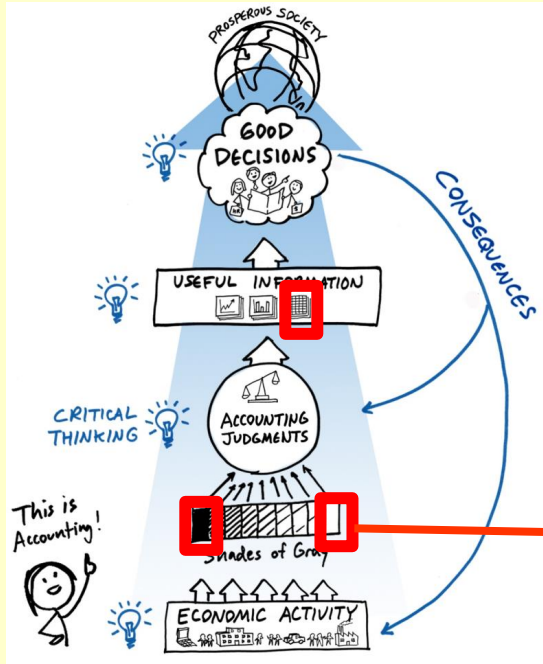 PROSPEROUS SOCIETY
GOOD
DECISIONS
CONSEQUENCES
USEFUL INFORMATION
CRITICAL
THINKING
ACCOUNTING
JUDGMENTS
This is
Accounting!
Shades of Gray
ECONOMIC ACTIVITY